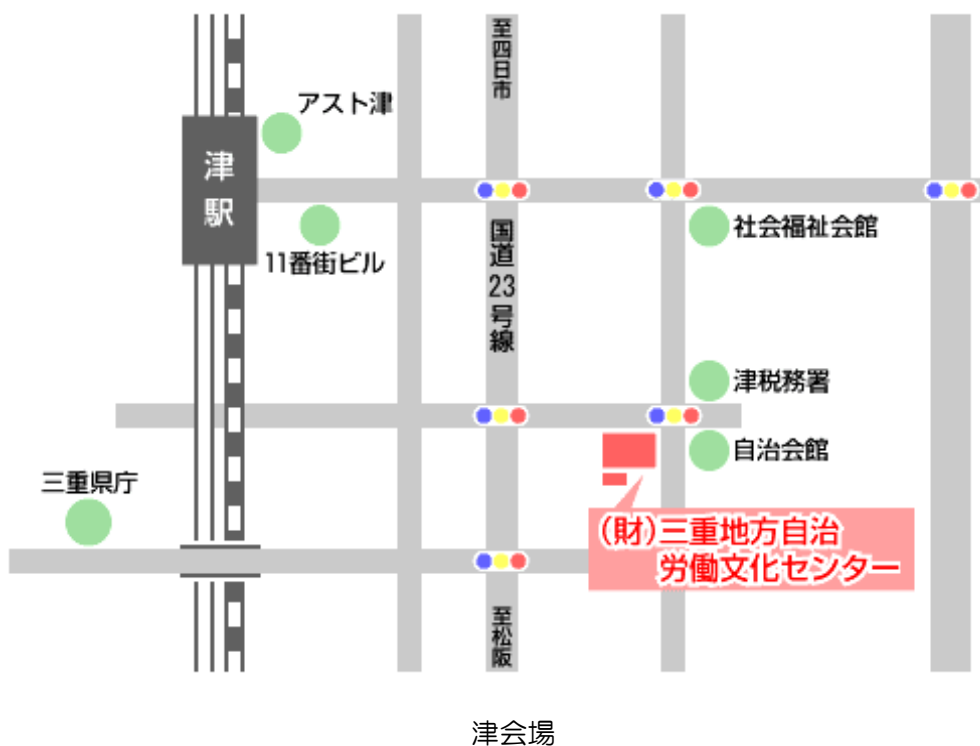 至四日市
アスト津
津駅
社会福祉会館
国道23号線
11番街ビル
津税務署
自治会館
三重県庁
(財)三重地方自治
労働文化センター
至松阪
津会場